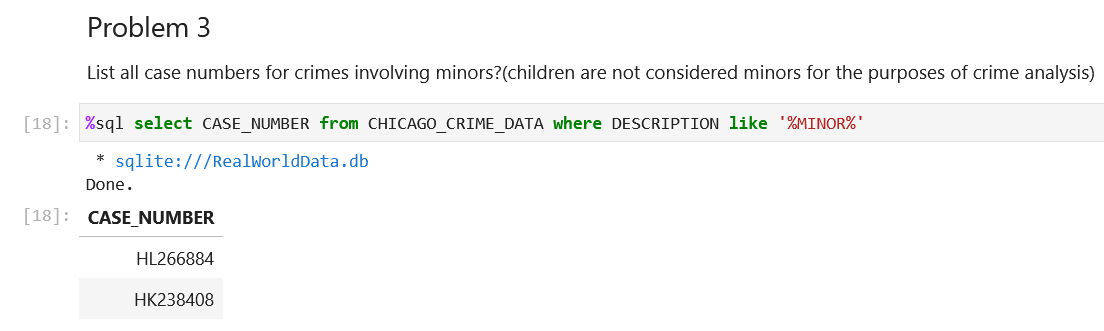 Problem 3
List all case numbers for crimes involving minors?(children are not considered minors for the purposes of crime analysis)
[18]: %sql select CASE_NUMBER from CHICAGO_CRIME_DATA where DESCRIPTION like '%MINOR%'
* sqlite:///RealWorldData.db
Done.
[18]: CASE_NUMBER
HL266884
HK238408